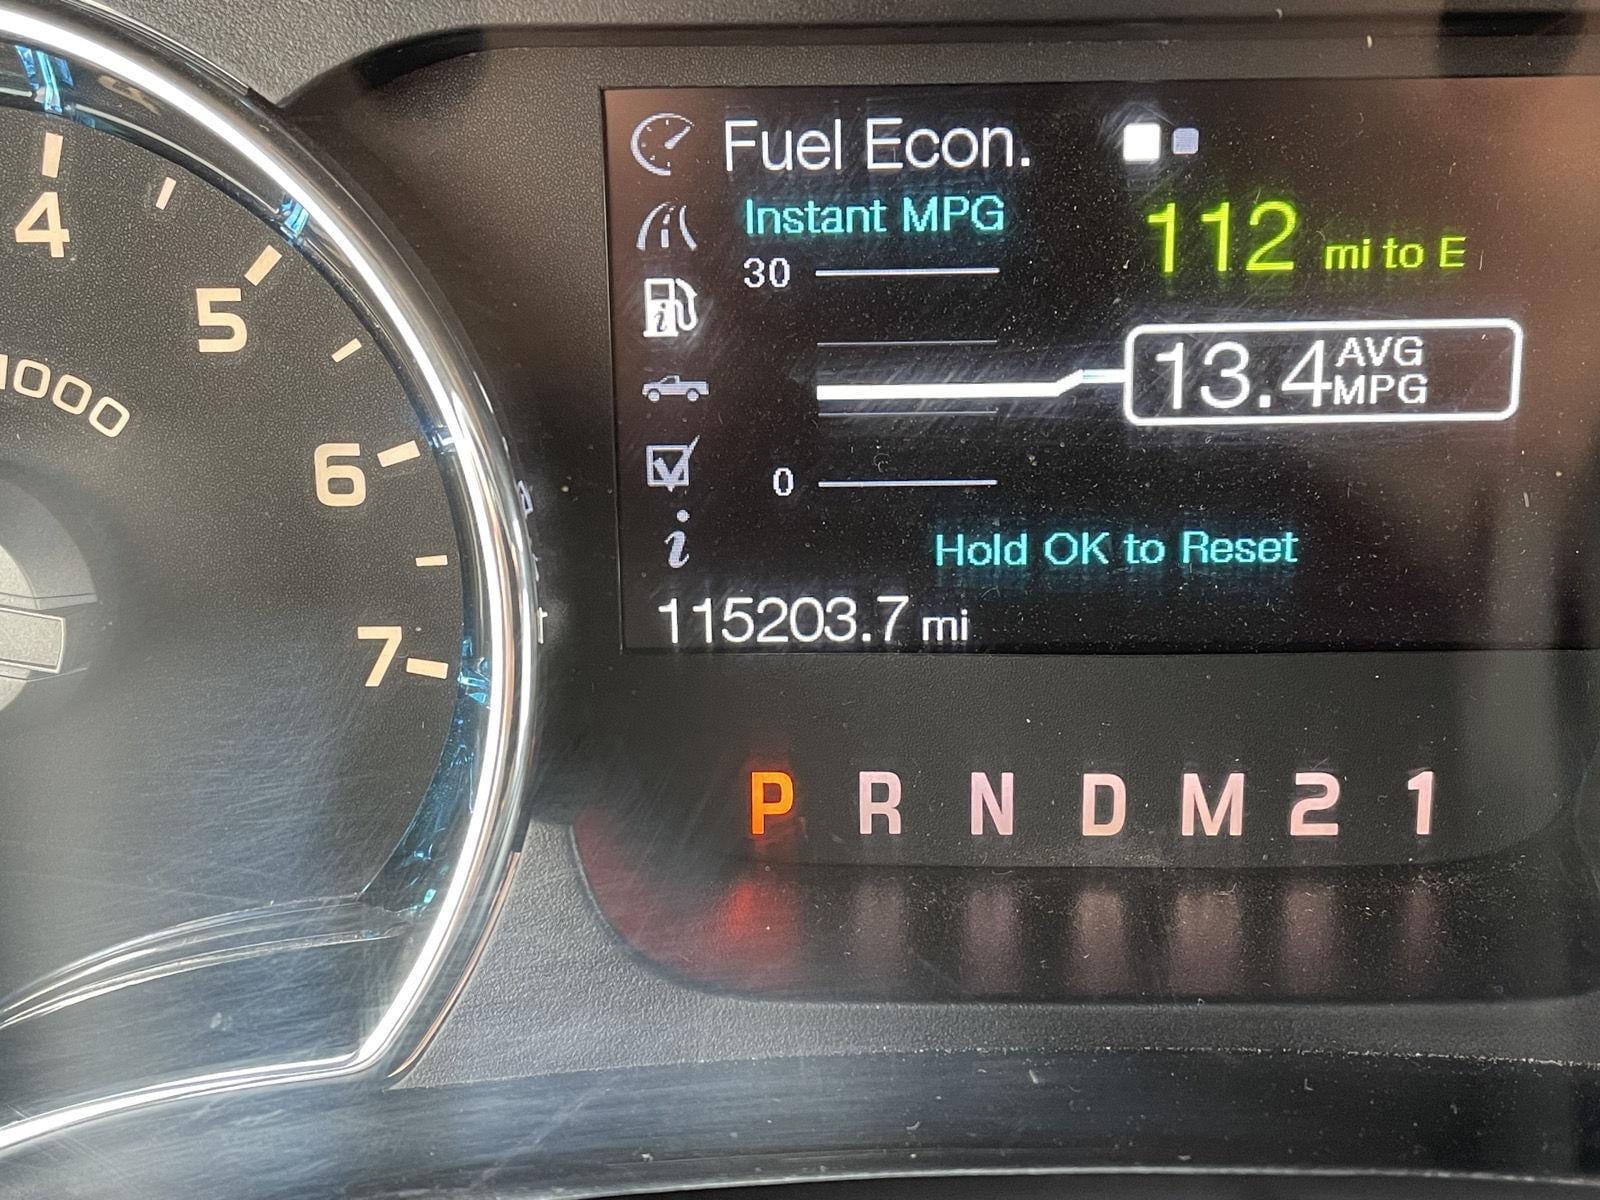 4
5
1000
6
7
Fuel Econ.
Instant MPG
112 mi to E
30
13.4 AVG MPG
0
Hold OK to Reset
115203.7 mi
P R N D M 2 1